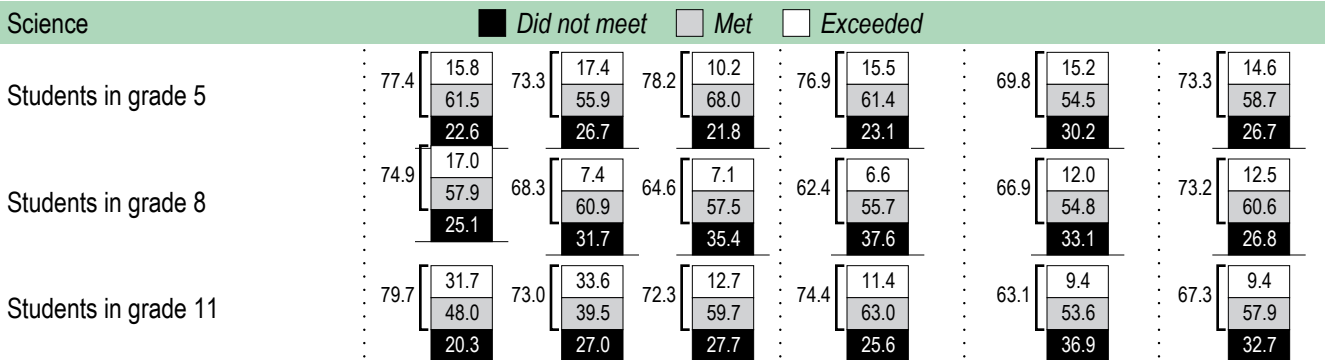 Science Did not meet Met Exceeded
15.8 17.4 10.2 15.5 15.2 14.6
77.4 73.3 78.2 76.9 69.8 73.3
Students in grade 5 61.5 55.9 68.0 61.4 54.5 58.7
22.6 26.7 21.8 23.1 30.2 26.7
17.0 7.4 7.1 6.6 12.0 12.5
74.9 68.3 64.6 62.4 66.9 73.2
Students in grade 8 57.9 60.9 57.5 55.7 54.8 60.6
25.1 31.7 35.4 37.6 33.1 26.8
31.7 33.6 12.7 11.4 9.4 9.4
79.7 73.0 72.3 74.4 63.1 67.3
Students in grade 11 48.0 39.5 59.7 63.0 53.6 57.9
20.3 27.0 27.7 25.6 36.9 32.7